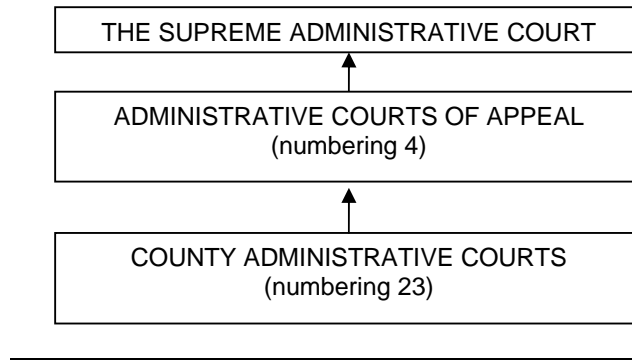 THE SUPREME ADMINISTRATIVE COURT
ADMINISTRATIVE COURTS OF APPEAL
(numbering 4)
COUNTY ADMINISTRATIVE COURTS
(numbering 23)